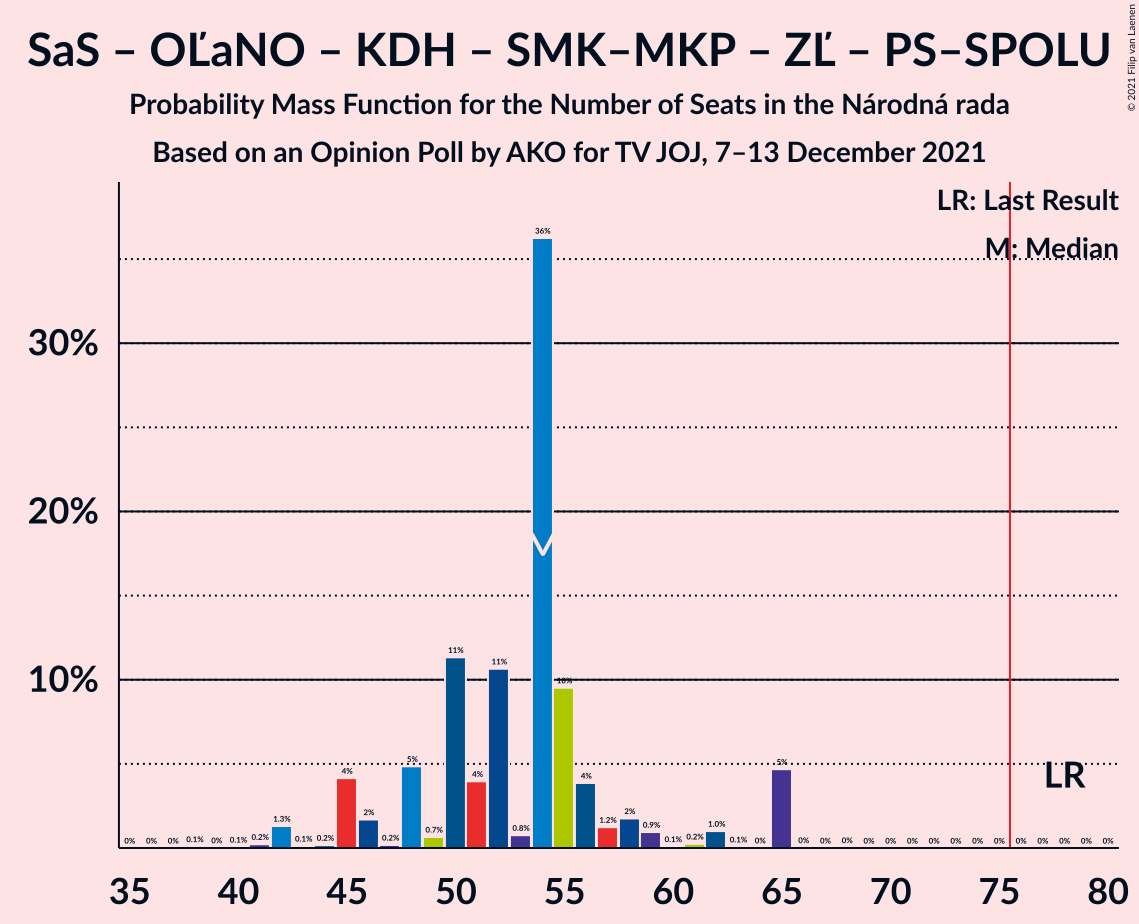 SaS – OĽaNO – KDH – SMK–MKP – ZĽ – PS–SPOLU
Probability Mass Function for the Number of Seats in the Národná rada
Based on an Opinion Poll by AKO for TV JOJ, 7–13 December 2021
© 2021 Filip van Laenen
LR: Last Result
M: Median
30%
20%
10%
0% 0% 0% 0.1% 0% 0.1% 0.2% 1.3% 0.1% 0.2% 4% 2% 0.2% 5% 0.7% 11% 4% 11% 0.8% 36% 10% 4% 1.2% 2% 0.9% 0.1% 0.2% 1.0% 0.1% 0% 5% 0% 0% 0% 0% 0% 0% 0% 0% 0% 0% 0% 0% 0% 0% 0%
LR
35 40 45 50 55 60 65 70 75 80